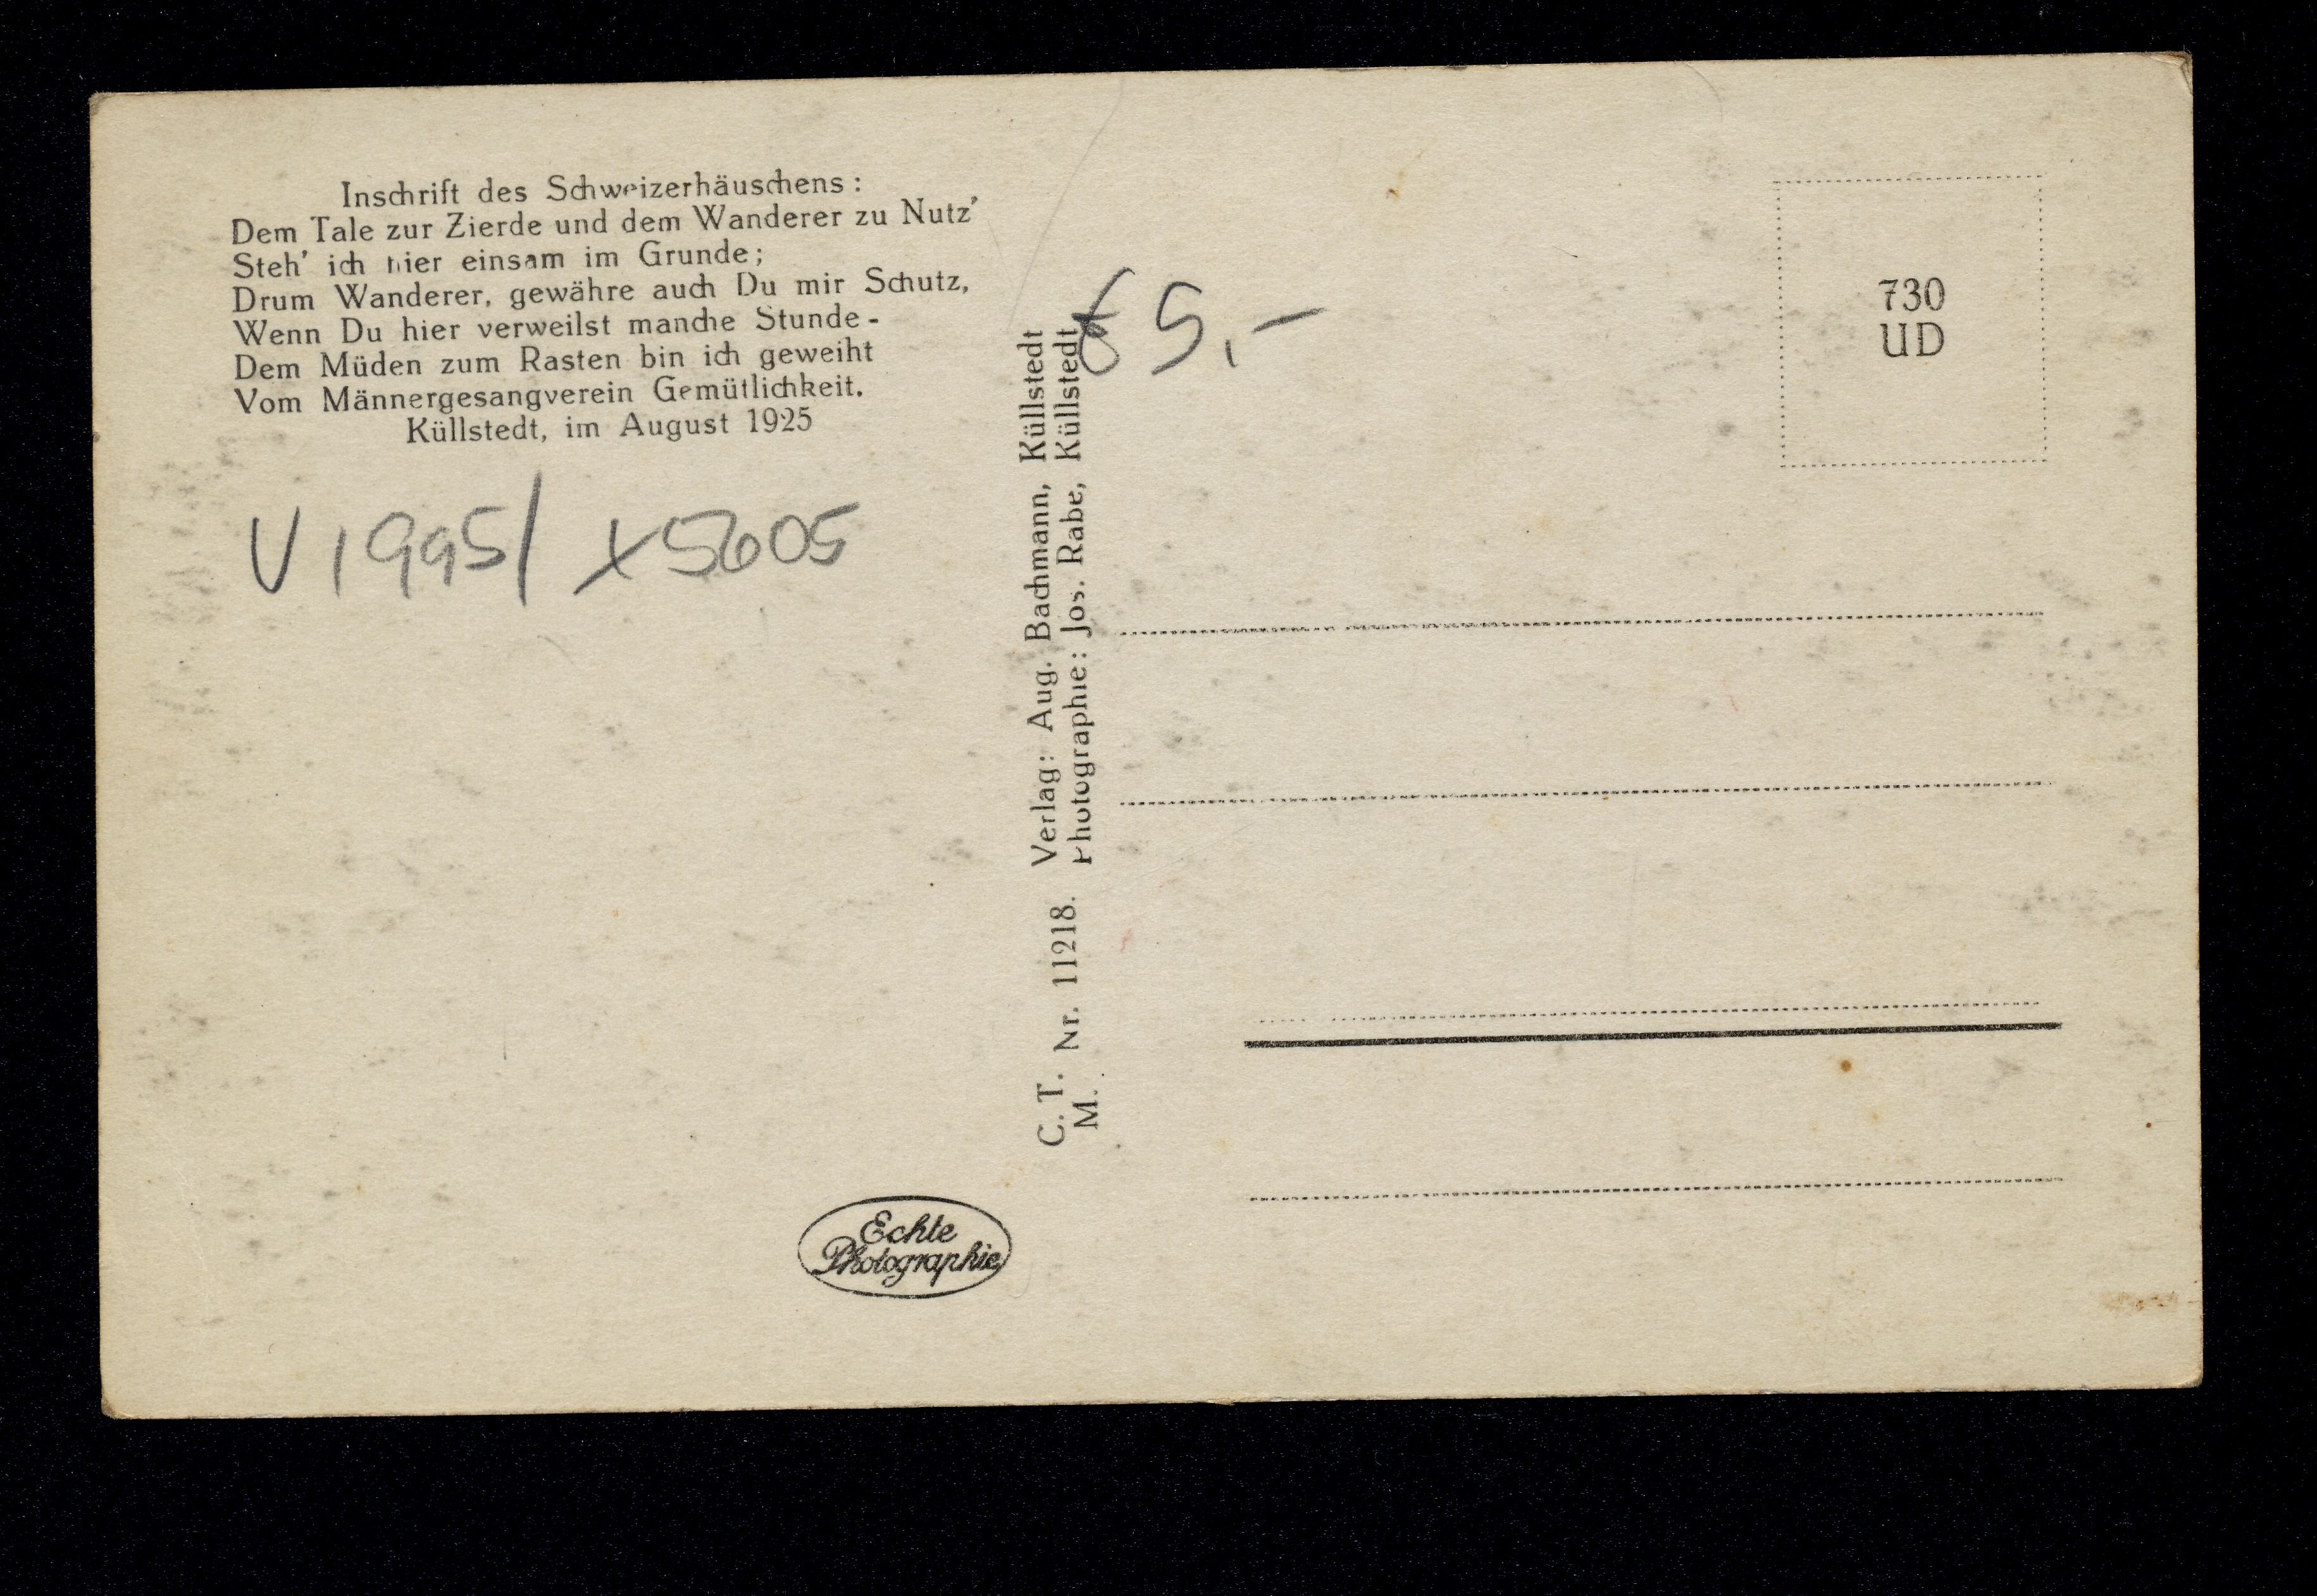 Inschrift des Schweizerhäuschens:
Dem Tale zur Zierde und dem Wanderer zu Nutz'
Steh' ich hier einsam im Grunde;
Drum Wanderer, gewähre auch Du mir Schutz,
Wenn Du hier verweilst manche Stunde -
Dem Müden zum Rasten bin ich geweiht
Vom Männergesangverein Gemütlichkeit.
Küllstedt, im August 1925
V 1995/ x5605
C. T. Nr. 11218. Verlag: Aug. Bachmann, Küllstedt
M. Photographie: Jos. Rabe, Küllstedt
Echte
Photographie
€ 5,-
730
UD